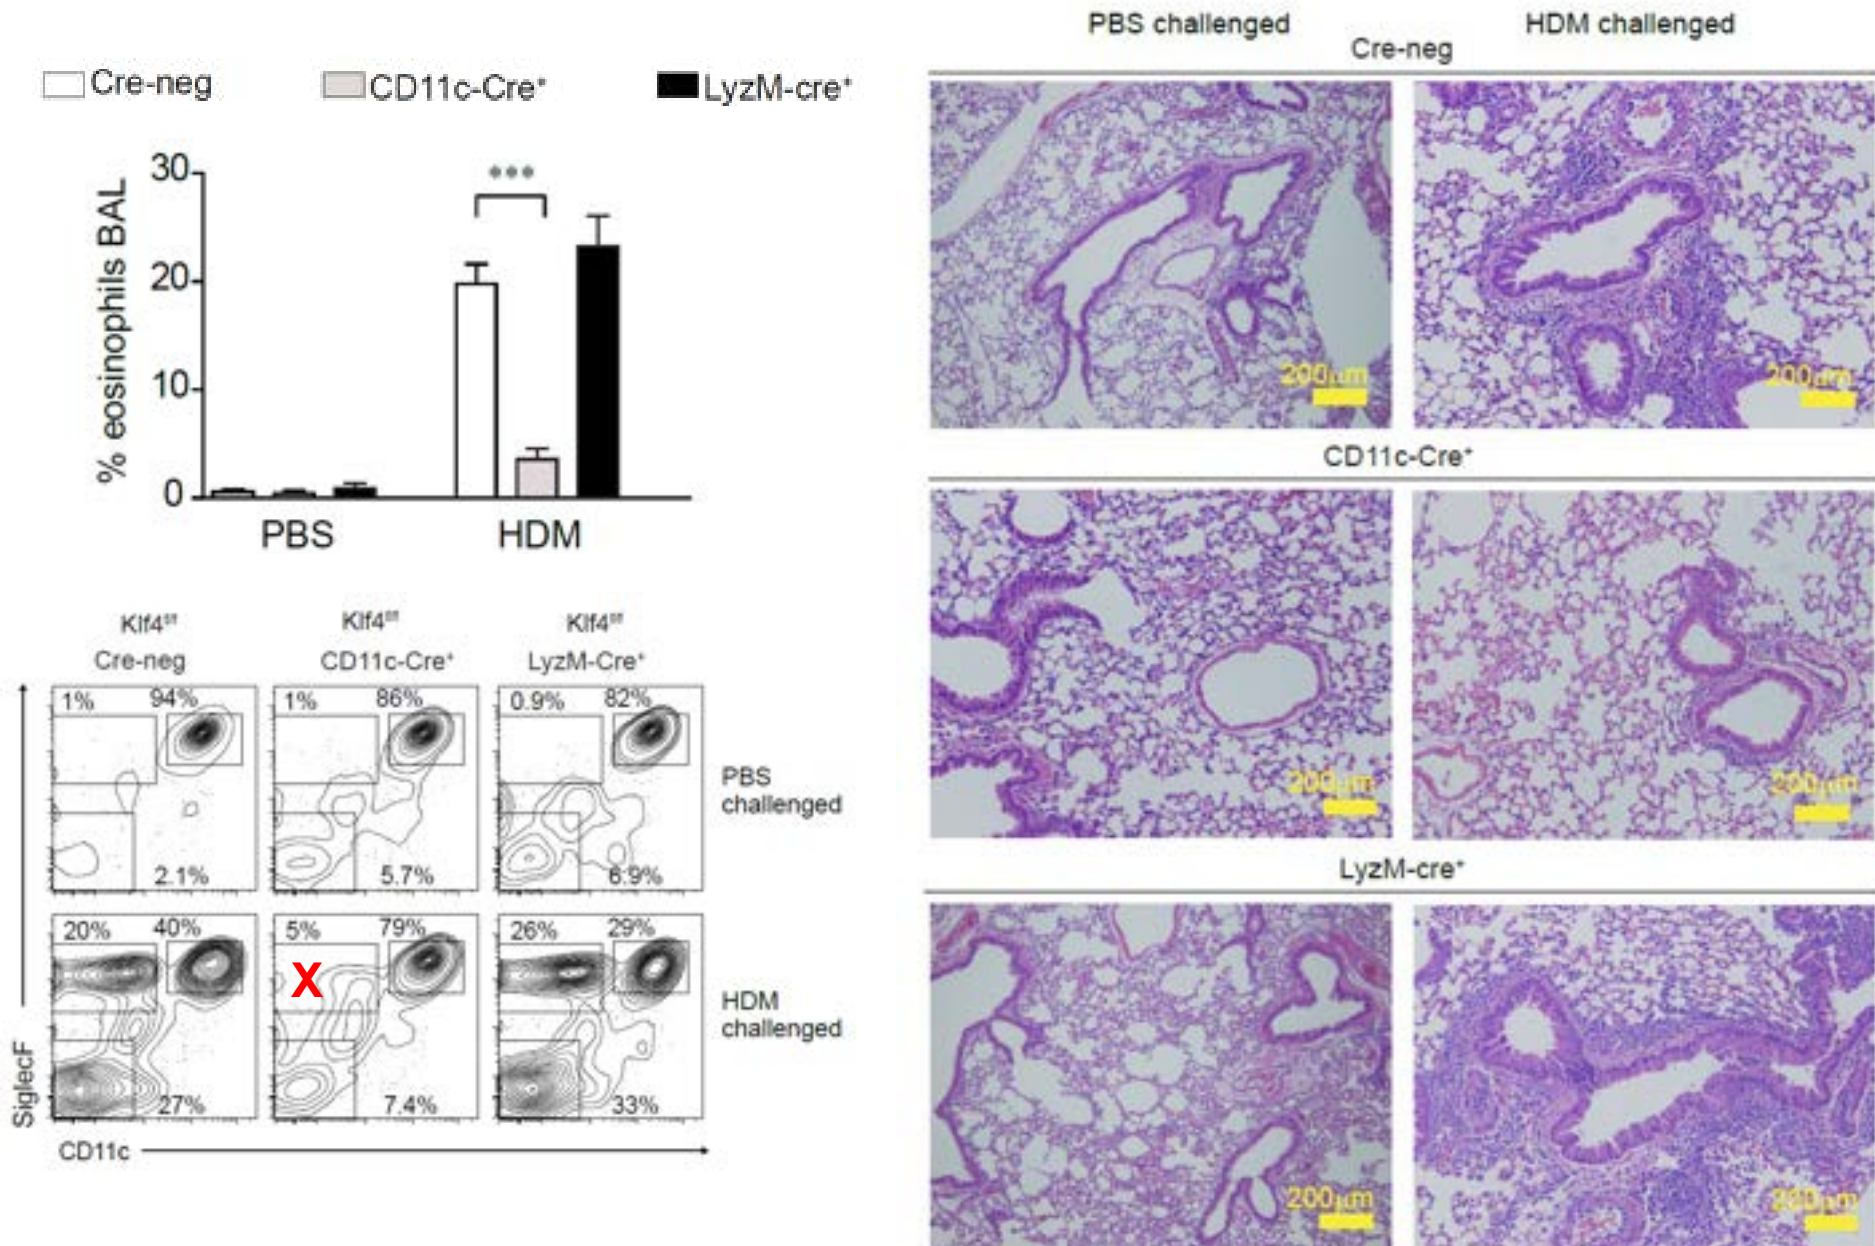 Cre-neg
CD11c-Cre⁺
LyzM-cre⁺
***
30
20
10
0
% eosinophils BAL
PBS
HDM
Klf4f/f
Cre-neg
Klf4f/f
CD11c-Cre⁺
Klf4f/f
LyzM-Cre⁺
1%
94%
2.1%
1%
86%
5.7%
0.9%
82%
6.9%
PBS
challenged
20%
40%
27%
5%
79%
X
7.4%
26%
29%
33%
HDM
challenged
SiglecF
CD11c
PBS challenged
HDM challenged
Cre-neg
200μm
200μm
CD11c-Cre⁺
200μm
200μm
LyzM-cre⁺
200μm
200μm